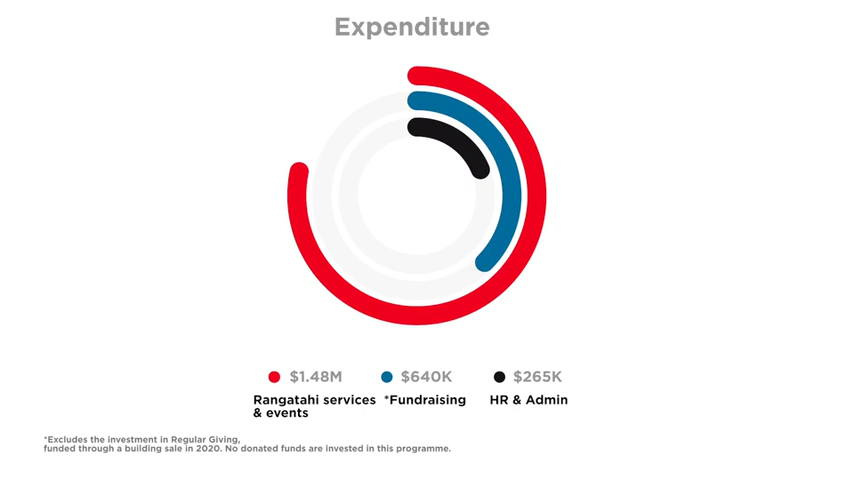 Expenditure
$1.48M $640K $265K
Rangatahi services & events *Fundraising HR & Admin
*Excludes the investment in Regular Giving,
funded through a building sale in 2020. No donated funds are invested in this programme.